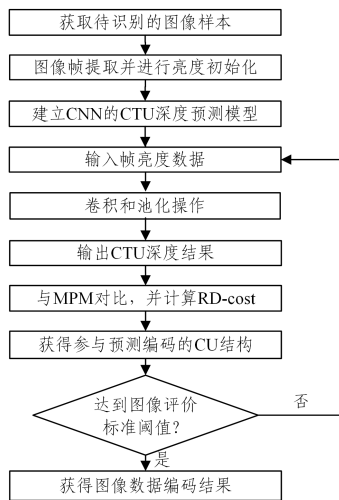 获取待识别的图像样本
图像帧提取并进行亮度初始化
建立CNN的CTU深度预测模型
输入帧亮度数据
卷积和池化操作
输出CTU深度结果
与MPM对比，并计算RD-cost
获得参与预测编码的CU结构
达到图像评价
标准阈值？
否
是
获得图像数据编码结果